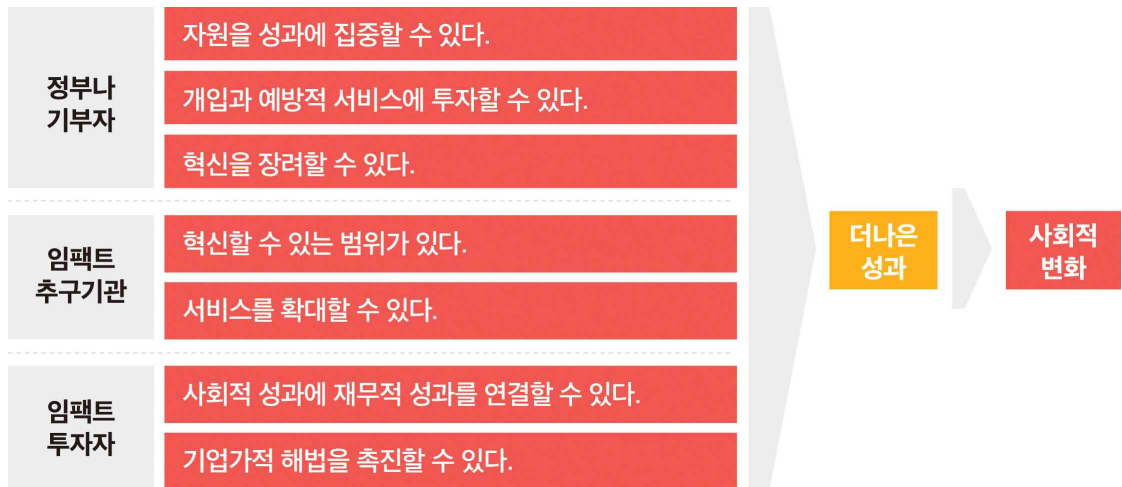 정부나
기부자
자원을 성과에 집중할 수 있다.
개입과 예방적 서비스에 투자할 수 있다.
혁신을 장려할 수 있다.
임팩트
추구기관
혁신할 수 있는 범위가 있다.
서비스를 확대할 수 있다.
임팩트
투자자
사회적 성과에 재무적 성과를 연결할 수 있다.
기업가적 해법을 촉진할 수 있다.
더나은
성과
사회적
변화